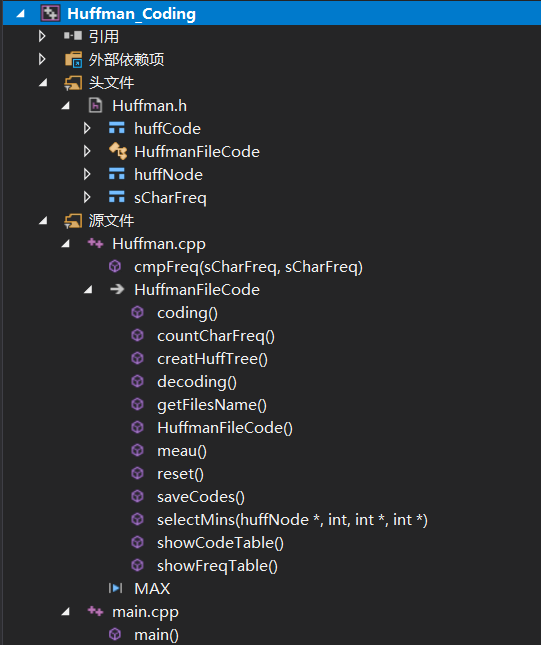 Huffman_Coding
引用
外部依赖项
头文件
Huffman.h
huffCode
HuffmanFileCode
huffNode
sCharFreq
源文件
Huffman.cpp
cmpFreq(sCharFreq, sCharFreq)
HuffmanFileCode
coding()
countCharFreq()
creatHuffTree()
decoding()
getFilesName()
HuffmanFileCode()
meau()
reset()
saveCodes()
selectMins(huffNode *, int, int *, int *)
showCodeTable()
showFreqTable()
MAX
main.cpp
main()